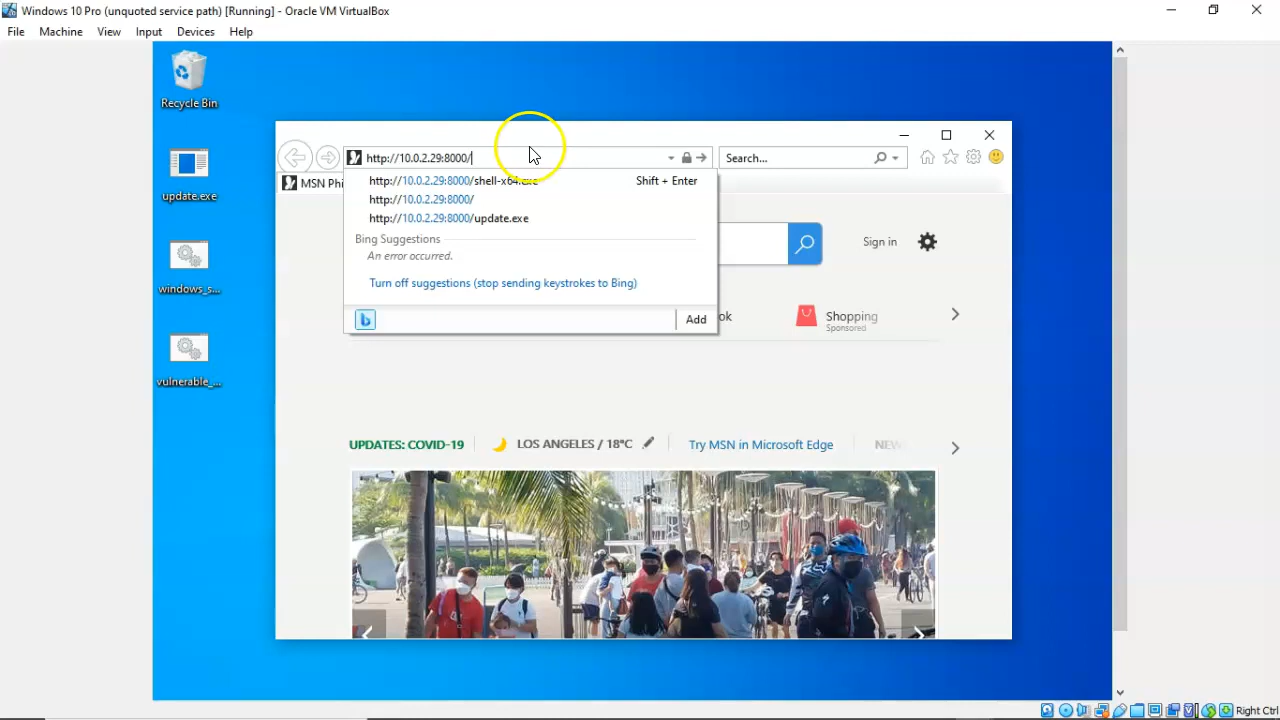 Windows 10 Pro (unquoted service path) [Running] - Oracle VM VirtualBox
File Machine View Input Devices Help
Recycle Bin
update.exe
windows_s...
vulnerable_...
http://10.0.2.29:8000/
Search...
MSN Phi
http://10.0.2.29:8000/shell-x64.exe Shift + Enter
http://10.0.2.29:8000/
http://10.0.2.29:8000/update.exe
Bing Suggestions
An error occurred.
Turn off suggestions (stop sending keystrokes to Bing)
Add
Sign in
ok
Shopping
Sponsored
UPDATES: COVID-19
LOS ANGELES / 18°C
Try MSN in Microsoft Edge
NEW
Right Ctrl